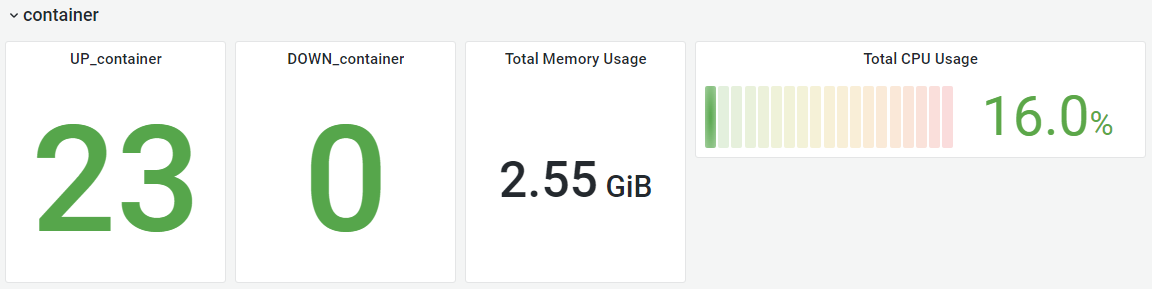 container
UP_container
23
DOWN_container
0
Total Memory Usage
2.55 GiB
Total CPU Usage
16.0%